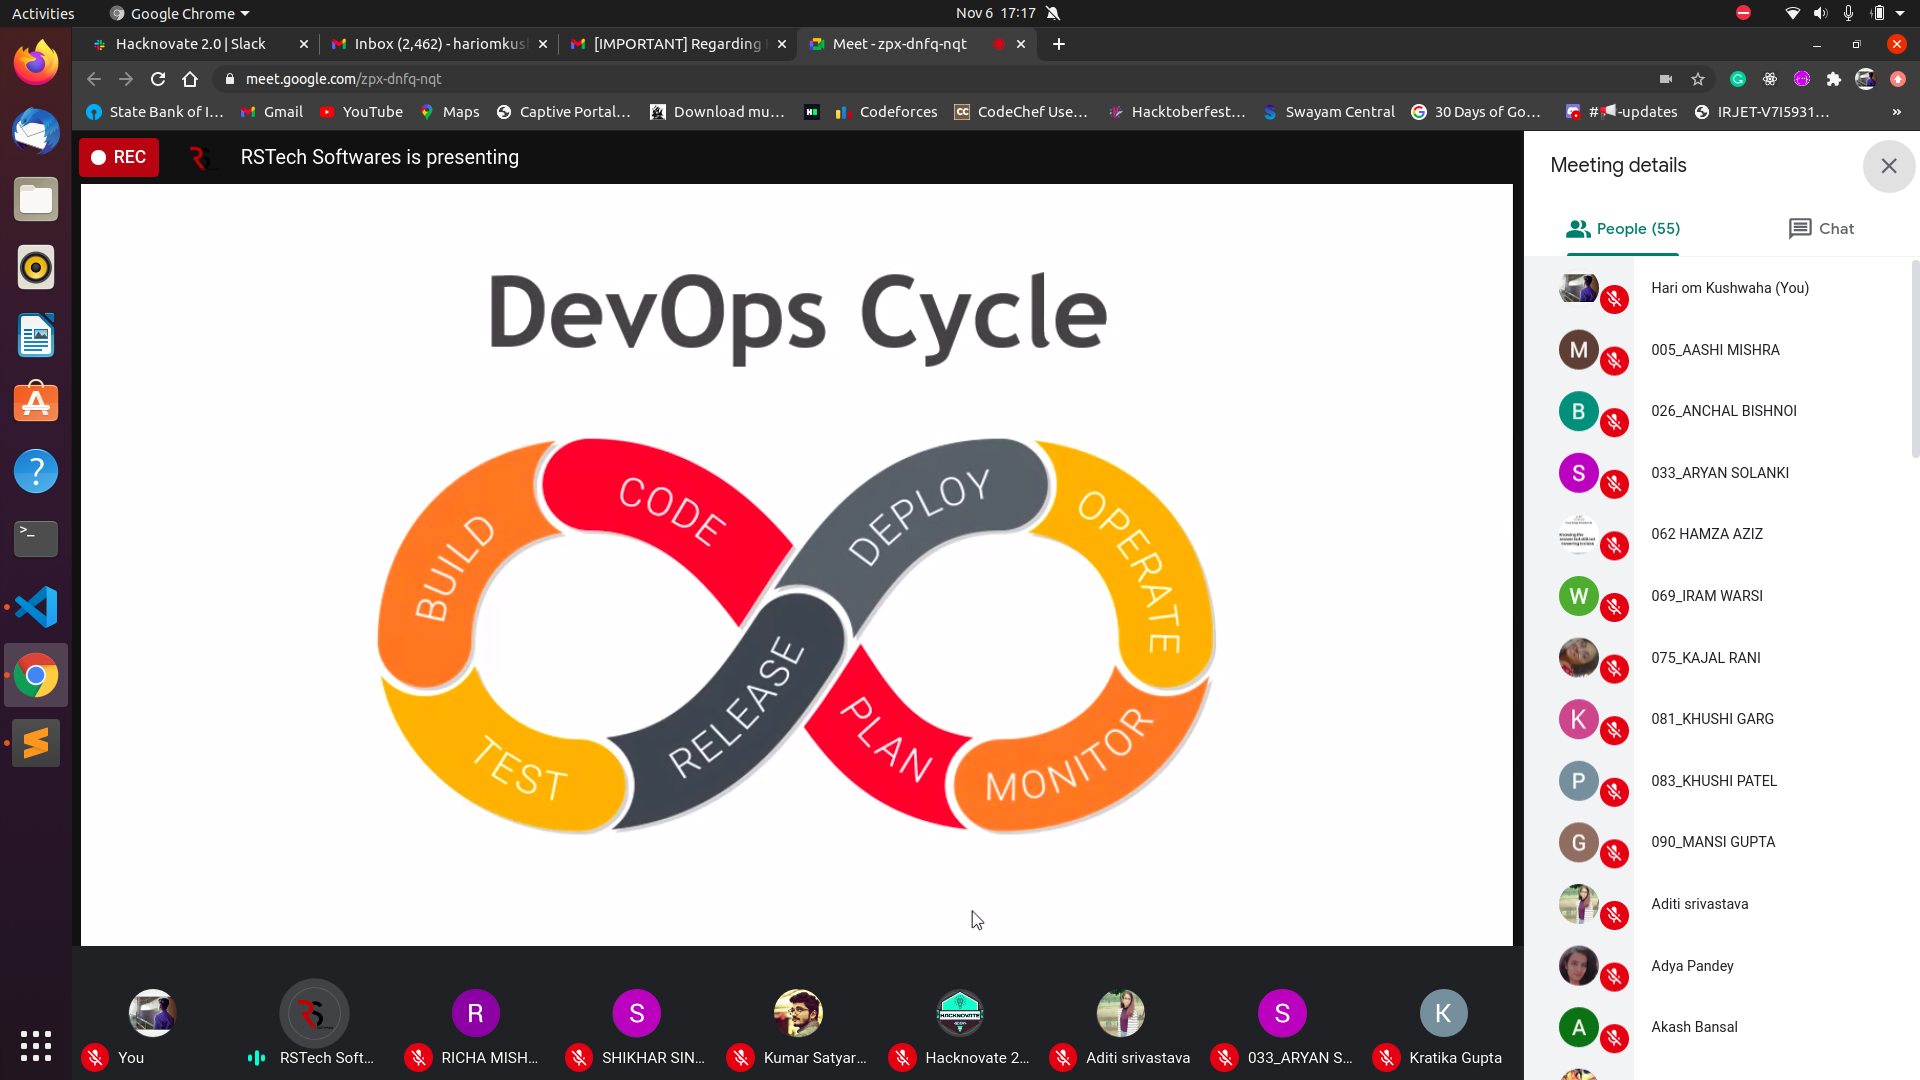 Activities
Google Chrome
Nov 6 17:17
Hacknovate 2.0 | Slack
Inbox (2,462) - hariomkus
[IMPORTANT] Regarding
Meet - zpx-dnfq-nqt
meet.google.com/zpx-dnfq-nqt
State Bank of I...
Gmail
YouTube
Maps
Captive Portal...
Download mu...
Codeforces
CodeChef Use...
Hacktoberfest...
Swayam Central
30 Days of Go...
#📢-updates
IRJET-V7I5931...
»
REC
RSTech Softwares is presenting
DevOps Cycle
CODE
BUILD
TEST
RELEASE
DEPLOY
OPERATE
MONITOR
PLAN
Meeting details
People (55)
Chat
Hari om Kushwaha (You)
M
005_AASHI MISHRA
B
026_ANCHAL BISHNOI
S
033_ARYAN SOLANKI
062 HAMZA AZIZ
W
069_IRAM WARSI
075_KAJAL RANI
K
081_KHUSHI GARG
P
083_KHUSHI PATEL
G
090_MANSI GUPTA
Aditi srivastava
Adya Pandey
A
Akash Bansal
You
RSTech Soft...
R
RICHA MISH...
S
SHIKHAR SIN...
Kumar Satyar...
HACKNOVATE
Hacknovate 2...
Aditi srivastava
S
033_ARYAN S...
K
Kratika Gupta